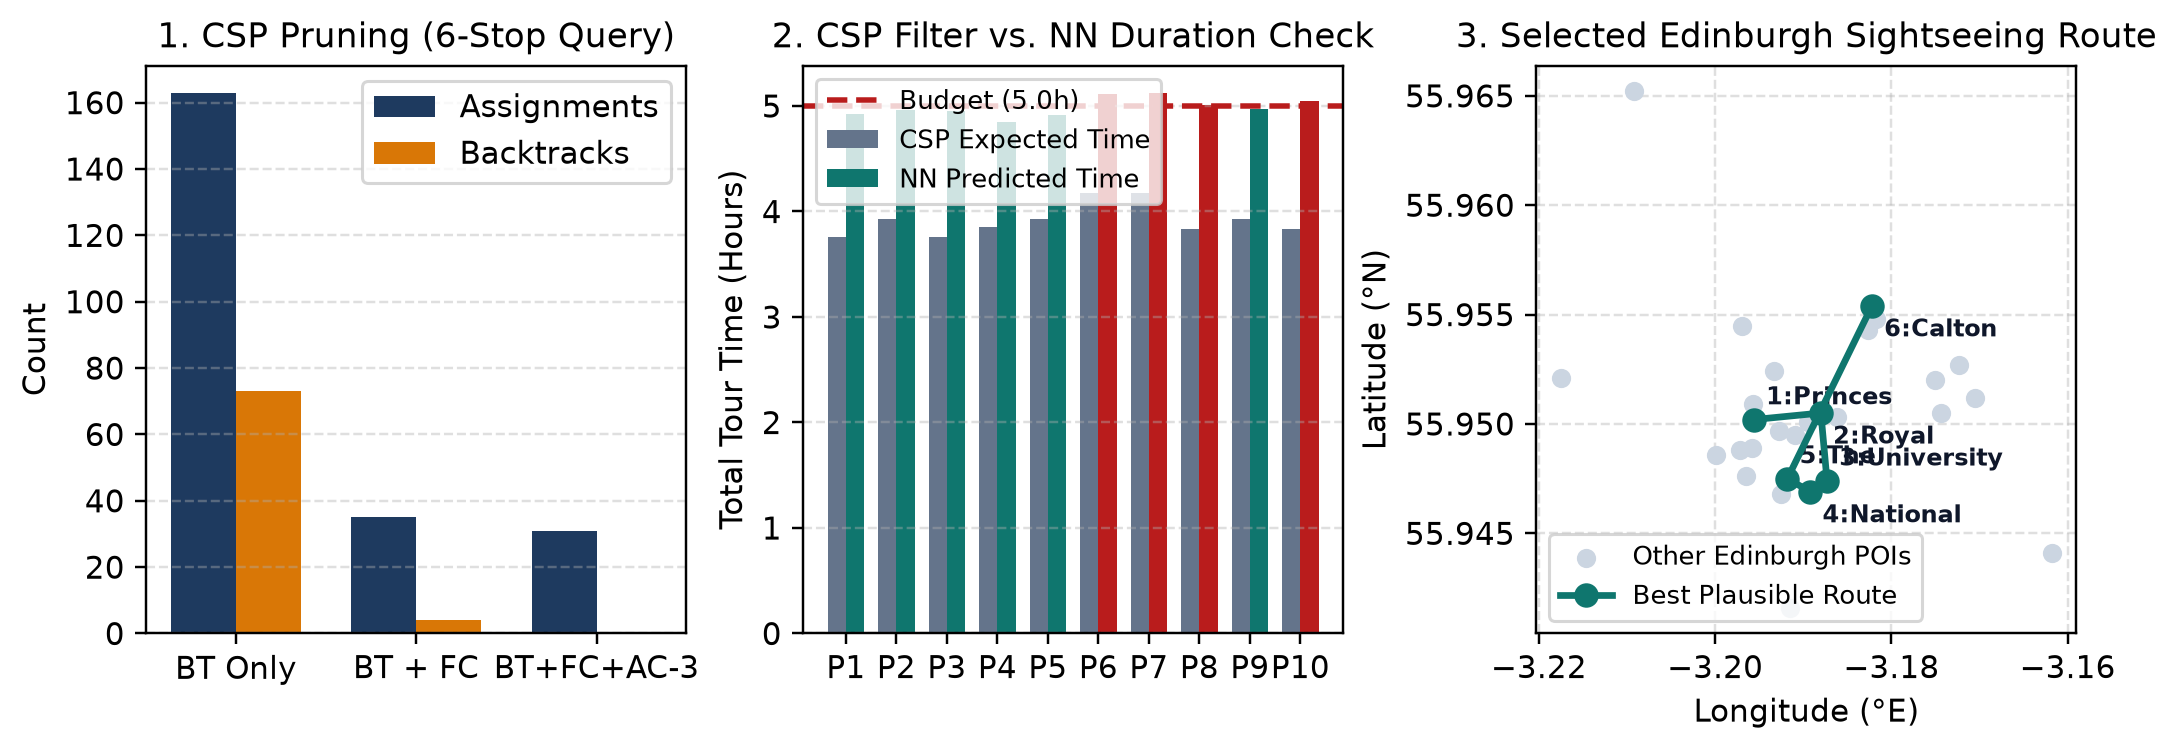 1. CSP Pruning (6-Stop Query)
Count
160
140
120
100
80
60
40
20
0
Assignments
Backtracks
BT Only
BT + FC
BT+FC+AC-3
2. CSP Filter vs. NN Duration Check
Total Tour Time (Hours)
5
4
3
2
1
0
Budget (5.0h)
CSP Expected Time
NN Predicted Time
P1
P2
P3
P4
P5
P6
P7
P8
P9
P10
3. Selected Edinburgh Sightseeing Route
Latitude (°N)
55.965
55.960
55.955
55.950
55.945
6:Calton
1:Princes
2:Royal
5:The
3:University
4:National
Other Edinburgh POIs
Best Plausible Route
−3.22
−3.20
−3.18
−3.16
Longitude (°E)